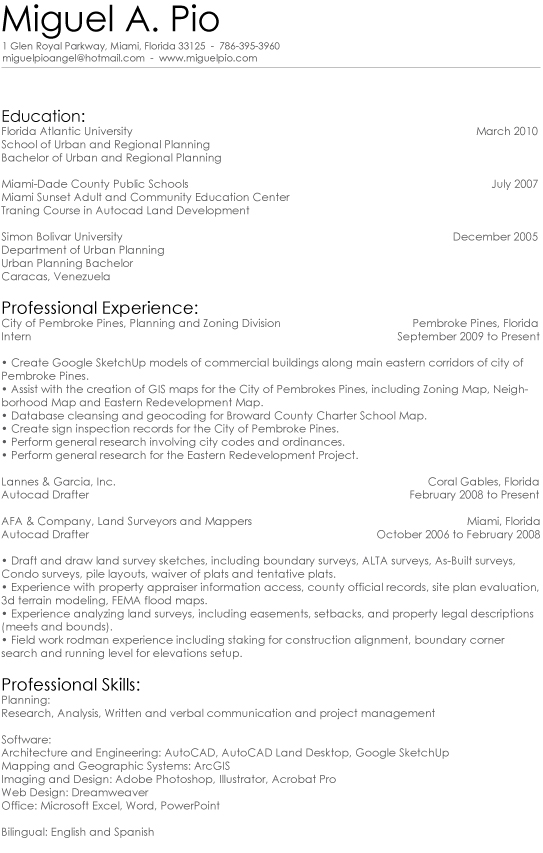 Miguel A. Pio
1 Glen Royal Parkway, Miami, Florida 33125 - 786-395-3960
miguelpioangel@hotmail.com - www.miguelpio.com
Education:
Florida Atlantic University March 2010
School of Urban and Regional Planning
Bachelor of Urban and Regional Planning
Miami-Dade County Public Schools July 2007
Miami Sunset Adult and Community Education Center
Traning Course in Autocad Land Development
Simon Bolivar University December 2005
Department of Urban Planning
Urban Planning Bachelor
Caracas, Venezuela
Professional Experience:
City of Pembroke Pines, Planning and Zoning Division Pembroke Pines, Florida
Intern September 2009 to Present
• Create Google SketchUp models of commercial buildings along main eastern corridors of city of
Pembroke Pines.
• Assist with the creation of GIS maps for the City of Pembrokes Pines, including Zoning Map, Neigh-
borhood Map and Eastern Redevelopment Map.
• Database cleansing and geocoding for Broward County Charter School Map.
• Create sign inspection records for the City of Pembroke Pines.
• Perform general research involving city codes and ordinances.
• Perform general research for the Eastern Redevelopment Project.
Lannes & Garcia, Inc. Coral Gables, Florida
Autocad Drafter February 2008 to Present
AFA & Company, Land Surveyors and Mappers Miami, Florida
Autocad Drafter October 2006 to February 2008
• Draft and draw land survey sketches, including boundary surveys, ALTA surveys, As-Built surveys,
Condo surveys, pile layouts, waiver of plats and tentative plats.
• Experience with property appraiser information access, county official records, site plan evaluation,
3d terrain modeling, FEMA flood maps.
• Experience analyzing land surveys, including easements, setbacks, and property legal descriptions
(meets and bounds).
• Field work rodman experience including staking for construction alignment, boundary corner
search and running level for elevations setup.
Professional Skills:
Planning:
Research, Analysis, Written and verbal communication and project management
Software:
Architecture and Engineering: AutoCAD, AutoCAD Land Desktop, Google SketchUp
Mapping and Geographic Systems: ArcGIS
Imaging and Design: Adobe Photoshop, Illustrator, Acrobat Pro
Web Design: Dreamweaver
Office: Microsoft Excel, Word, PowerPoint
Bilingual: English and Spanish